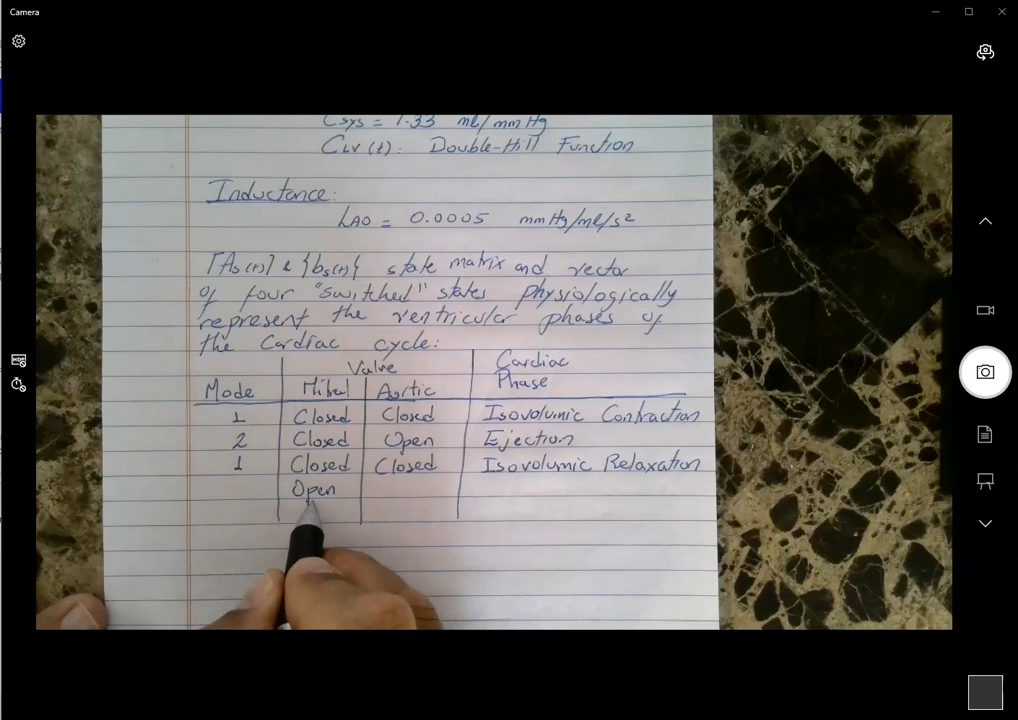 Camera
Csys = 1.33 ml/mmHg
CLV(t): Double-Hill Function
Inductance:
LAO = 0.0005 mmHg/ml/s²
[As(t)] & {bs(t)} state matrix and vector
of four "switched" states physiologically
represent the ventricular phases of
the Cardiac cycle:
Valve Cardiac
Mode Mitral Aortic Phase
1 Closed Closed Isovolumic Contraction
2 Closed Open Ejection
1 Closed Closed Isovolumic Relaxation
Open